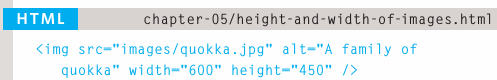 HTML chapter-05/height-and-width-of-images.html
<img src="images/quokka.jpg" alt="A family of
quokka" width="600" height="450" />